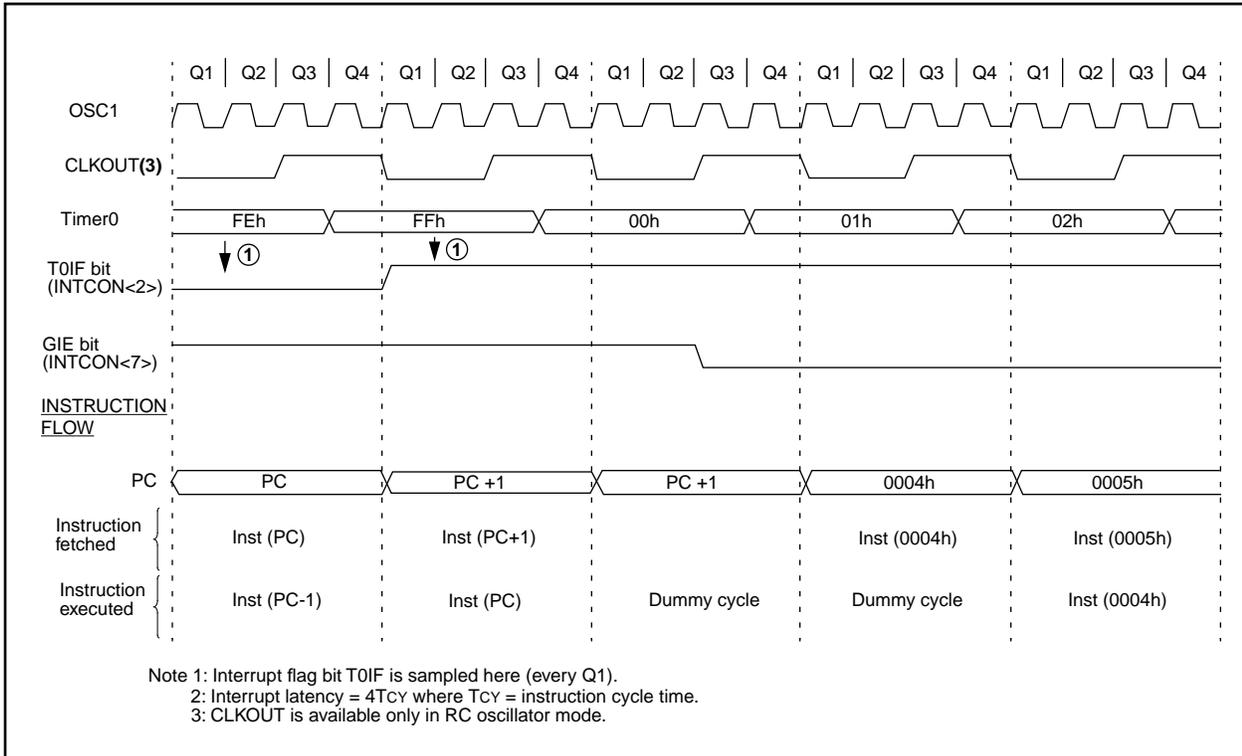 Q1 Q2 Q3 Q4 Q1 Q2 Q3 Q4 Q1 Q2 Q3 Q4 Q1 Q2 Q3 Q4 Q1 Q2 Q3 Q4
OSC1
CLKOUT(3)
Timer0 FEh FFh 00h 01h 02h
1 1
T0IF bit
(INTCON<2>)
GIE bit
(INTCON<7>)
INSTRUCTION
FLOW
PC PC PC +1 PC +1 0004h 0005h
Instruction
fetched
Inst (PC) Inst (PC+1) Inst (0004h) Inst (0005h)
Instruction
executed
Inst (PC-1) Inst (PC) Dummy cycle Dummy cycle Inst (0004h)
Note 1: Interrupt flag bit T0IF is sampled here (every Q1).
2: Interrupt latency = 4TCY where TCY = instruction cycle time.
3: CLKOUT is available only in RC oscillator mode.